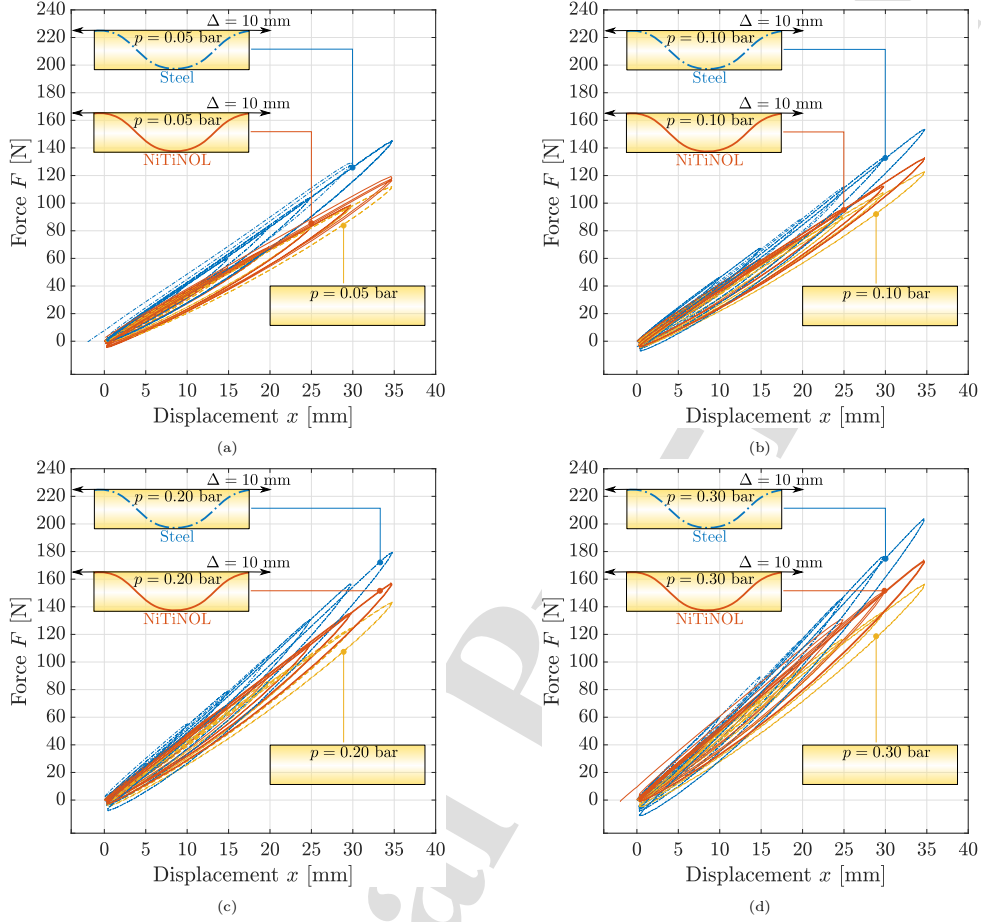 240
220
200
180
160
140
120
100
80
60
40
20
0
Force F [N]
Δ = 10 mm
p = 0.05 bar
Steel
Δ = 10 mm
p = 0.05 bar
NiTiNOL
p = 0.05 bar
0 5 10 15 20 25 30 35 40
Displacement x [mm]
(a)
240
220
200
180
160
140
120
100
80
60
40
20
0
Force F [N]
Δ = 10 mm
p = 0.10 bar
Steel
Δ = 10 mm
p = 0.10 bar
NiTiNOL
p = 0.10 bar
0 5 10 15 20 25 30 35 40
Displacement x [mm]
(b)
240
220
200
180
160
140
120
100
80
60
40
20
0
Force F [N]
Δ = 10 mm
p = 0.20 bar
Steel
Δ = 10 mm
p = 0.20 bar
NiTiNOL
p = 0.20 bar
0 5 10 15 20 25 30 35 40
Displacement x [mm]
(c)
240
220
200
180
160
140
120
100
80
60
40
20
0
Force F [N]
Δ = 10 mm
p = 0.30 bar
Steel
Δ = 10 mm
p = 0.30 bar
NiTiNOL
p = 0.30 bar
0 5 10 15 20 25 30 35 40
Displacement x [mm]
(d)